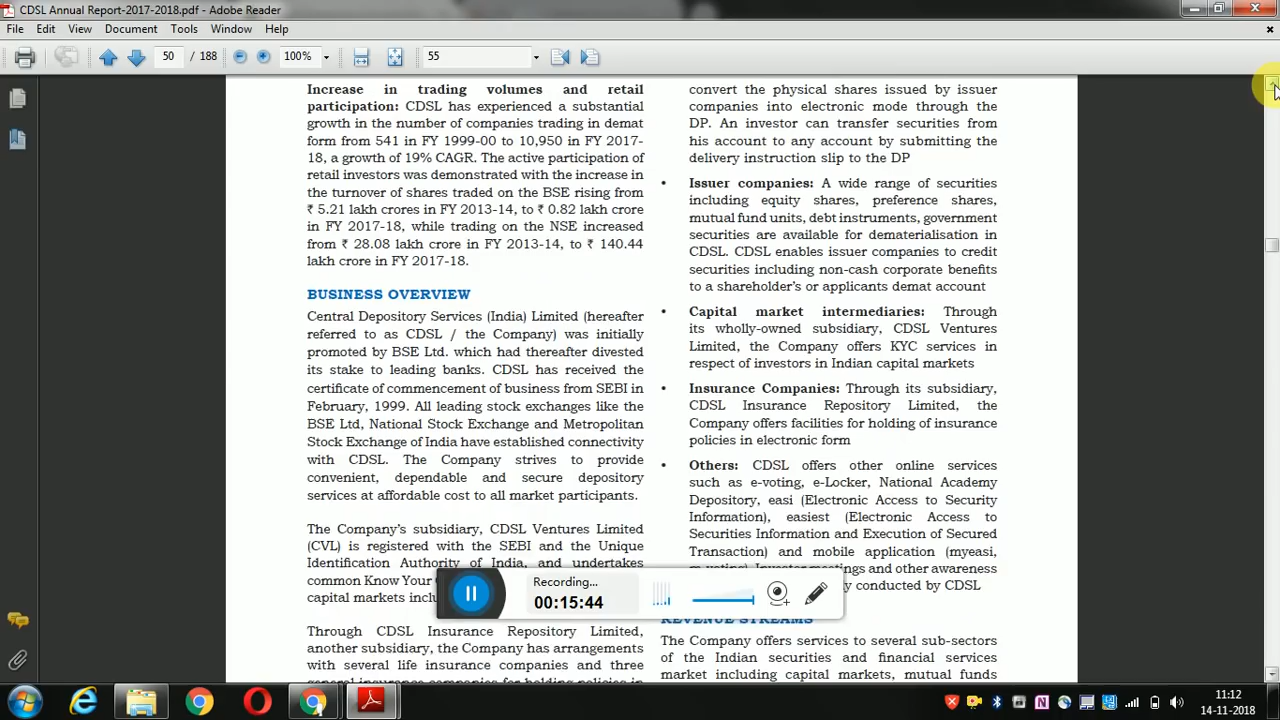 CDSL Annual Report-2017-2018.pdf - Adobe Reader
File Edit View Document Tools Window Help
50 / 188 100% 55
Increase in trading volumes and retail
participation: CDSL has experienced a substantial
growth in the number of companies trading in demat
form from 541 in FY 1999-00 to 10,950 in FY 2017-
18, a growth of 19% CAGR. The active participation of
retail investors was demonstrated with the increase in
the turnover of shares traded on the BSE rising from
₹ 5.21 lakh crores in FY 2013-14, to ₹ 0.82 lakh crore
in FY 2017-18, while trading on the NSE increased
from ₹ 28.08 lakh crore in FY 2013-14, to ₹ 140.44
lakh crore in FY 2017-18.
BUSINESS OVERVIEW
Central Depository Services (India) Limited (hereafter
referred to as CDSL / the Company) was initially
promoted by BSE Ltd. which had thereafter divested
its stake to leading banks. CDSL has received the
certificate of commencement of business from SEBI in
February, 1999. All leading stock exchanges like the
BSE Ltd, National Stock Exchange and Metropolitan
Stock Exchange of India have established connectivity
with CDSL. The Company strives to provide
convenient, dependable and secure depository
services at affordable cost to all market participants.
The Company's subsidiary, CDSL Ventures Limited
(CVL) is registered with the SEBI and the Unique
Identification Authority of India, and undertakes
common Know Your
capital markets incl
Through CDSL Insurance Repository Limited,
another subsidiary, the Company has arrangements
with several life insurance companies and three
general insurance companies for holding policies in
convert the physical shares issued by issuer
companies into electronic mode through the
DP. An investor can transfer securities from
his account to any account by submitting the
delivery instruction slip to the DP
• Issuer companies: A wide range of securities
including equity shares, preference shares,
mutual fund units, debt instruments, government
securities are available for dematerialisation in
CDSL. CDSL enables issuer companies to credit
securities including non-cash corporate benefits
to a shareholder's or applicants demat account
• Capital market intermediaries: Through
its wholly-owned subsidiary, CDSL Ventures
Limited, the Company offers KYC services in
respect of investors in Indian capital markets
• Insurance Companies: Through its subsidiary,
CDSL Insurance Repository Limited, the
Company offers facilities for holding of insurance
policies in electronic form
• Others: CDSL offers other online services
such as e-voting, e-Locker, National Academy
Depository, easi (Electronic Access to Security
Information), easiest (Electronic Access to
Securities Information and Execution of Secured
Transaction) and mobile application (myeasi,
m-voting). Investor meetings and other awareness
y conducted by CDSL
REVENUE STREAMS
The Company offers services to several sub-sectors
of the Indian securities and financial services
market including capital markets, mutual funds
Recording...
00:15:44
11:12
14-11-2018